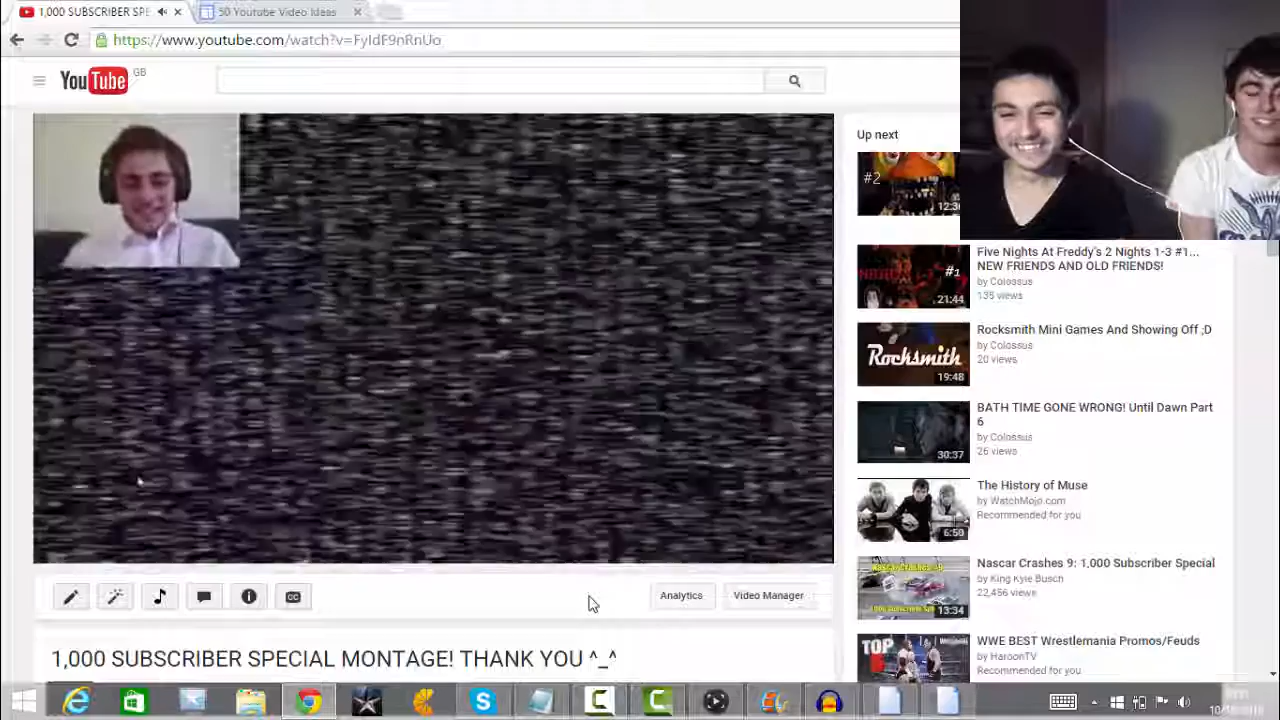 1,000 SUBSCRIBER SPE
50 Youtube Video Ideas
https://www.youtube.com/watch?v=FyIdF9nRnUo
YouTube GB
Up next
#2
12:3
Five Nights At Freddy's 2 Nights 1-3 #1...
NEW FRIENDS AND OLD FRIENDS!
by Colossus
135 views
#1
21:44
Rocksmith Mini Games And Showing Off ;D
by Colossus
20 views
Rocksmith
19:48
BATH TIME GONE WRONG! Until Dawn Part
6
by Colossus
26 views
30:37
The History of Muse
by WatchMojo.com
Recommended for you
6:50
Nascar Crashes 9: 1,000 Subscriber Special
by King Kyle Busch
22,456 views
Nascar Crashes #9
13:34
WWE BEST Wrestlemania Promos/Feuds
by HaroonTV
Recommended for you
TOP
CC
Analytics
Video Manager
1,000 SUBSCRIBER SPECIAL MONTAGE! THANK YOU ^_^